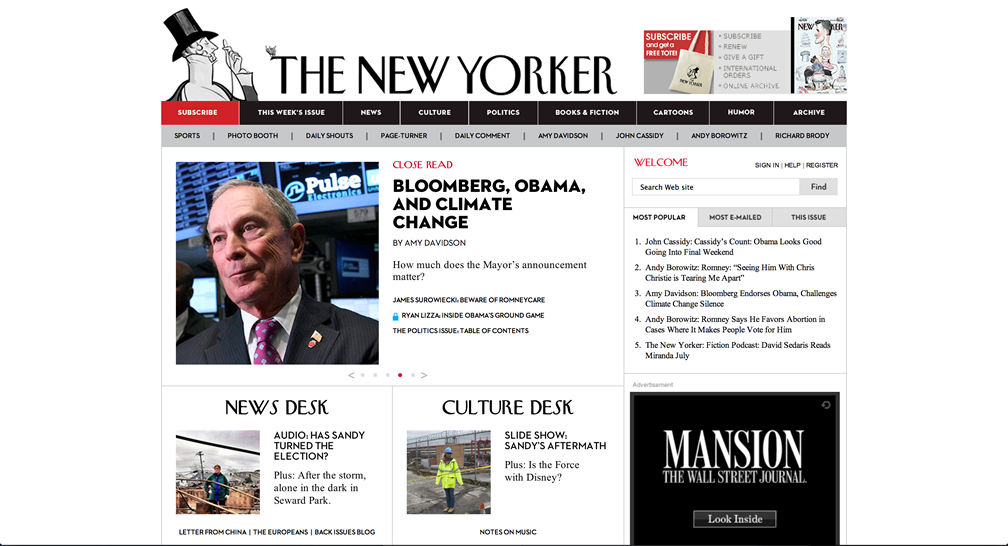 THE NEW YORKER
SUBSCRIBE
and get a
FREE TOTE!
• SUBSCRIBE
• RENEW
• GIVE A GIFT
• INTERNATIONAL
ORDERS
• ONLINE ARCHIVE
SUBSCRIBE
THIS WEEK'S ISSUE
NEWS
CULTURE
POLITICS
BOOKS & FICTION
CARTOONS
HUMOR
ARCHIVE
SPORTS | PHOTO BOOTH | DAILY SHOUTS | PAGE-TURNER | DAILY COMMENT | AMY DAVIDSON | JOHN CASSIDY | ANDY BOROWITZ | RICHARD BRODY
Pulse
Electronics
CLOSE READ
BLOOMBERG, OBAMA,
AND CLIMATE
CHANGE
BY AMY DAVIDSON
How much does the Mayor's announcement
matter?
JAMES SUROWIECKI: BEWARE OF ROMNEYCARE
RYAN LIZZA: INSIDE OBAMA'S GROUND GAME
THE POLITICS ISSUE: TABLE OF CONTENTS
< >
WELCOME
SIGN IN | HELP | REGISTER
Search Web site
Find
MOST POPULAR
MOST E-MAILED
THIS ISSUE
1. John Cassidy: Cassidy's Count: Obama Looks Good
Going Into Final Weekend
2. Andy Borowitz: Romney: “Seeing Him With Chris
Christie is Tearing Me Apart”
3. Amy Davidson: Bloomberg Endorses Obama, Challenges
Climate Change Silence
4. Andy Borowitz: Romney Says He Favors Abortion in
Cases Where It Makes People Vote for Him
5. The New Yorker: Fiction Podcast: David Sedaris Reads
Miranda July
NEWS DESK
AUDIO: HAS SANDY
TURNED THE
ELECTION?
Plus: After the storm,
alone in the dark in
Seward Park.
LETTER FROM CHINA | THE EUROPEANS | BACK ISSUES BLOG
CULTURE DESK
SLIDE SHOW:
SANDY'S AFTERMATH
Plus: Is the Force
with Disney?
NOTES ON MUSIC
Advertisement
MANSION
THE WALL STREET JOURNAL.
Look Inside